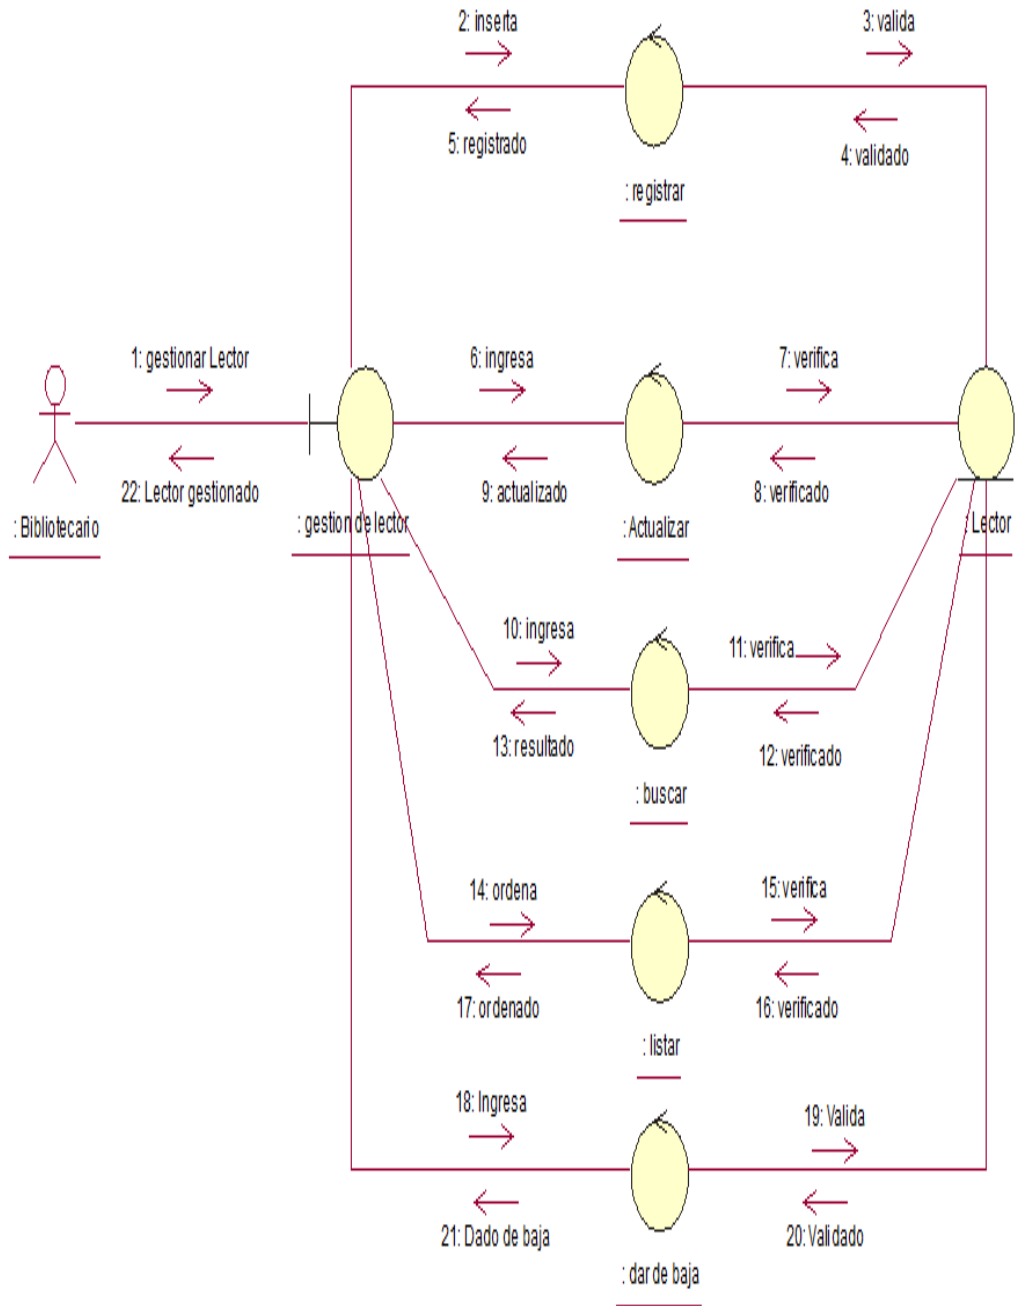 2: inserta
3: valida
5: registrado
4: validado
: registrar
1: gestionar Lector
6: ingresa
7: verifica
22: Lector gestionado
9: actualizado
8: verificado
: Bibliotecario
: gestion de lector
: Actualizar
: Lector
10: ingresa
11: verifica
13: resultado
12: verificado
: buscar
14: ordena
15: verifica
17: ordenado
16: verificado
: listar
18: Ingresa
19: Valida
21: Dado de baja
20: Validado
: dar de baja